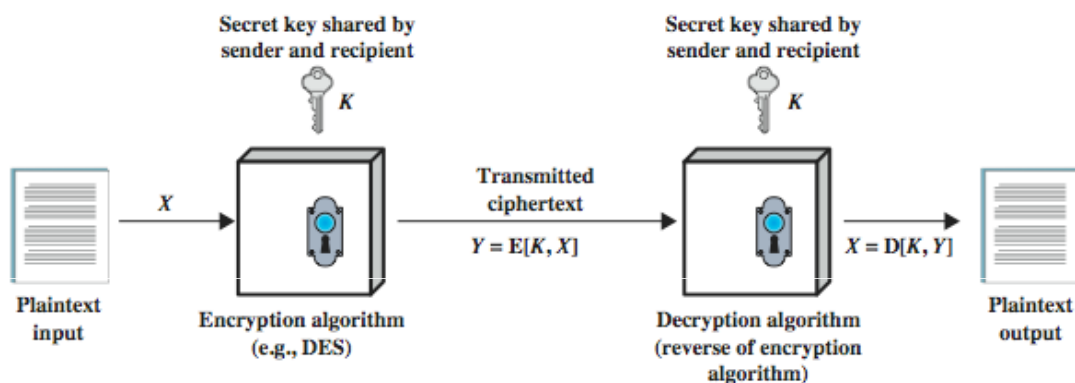 Secret key shared by
sender and recipient
K
Secret key shared by
sender and recipient
K
X
Transmitted
ciphertext
Y = E[K, X]
X = D[K, Y]
Plaintext
input
Encryption algorithm
(e.g., DES)
Decryption algorithm
(reverse of encryption
algorithm)
Plaintext
output